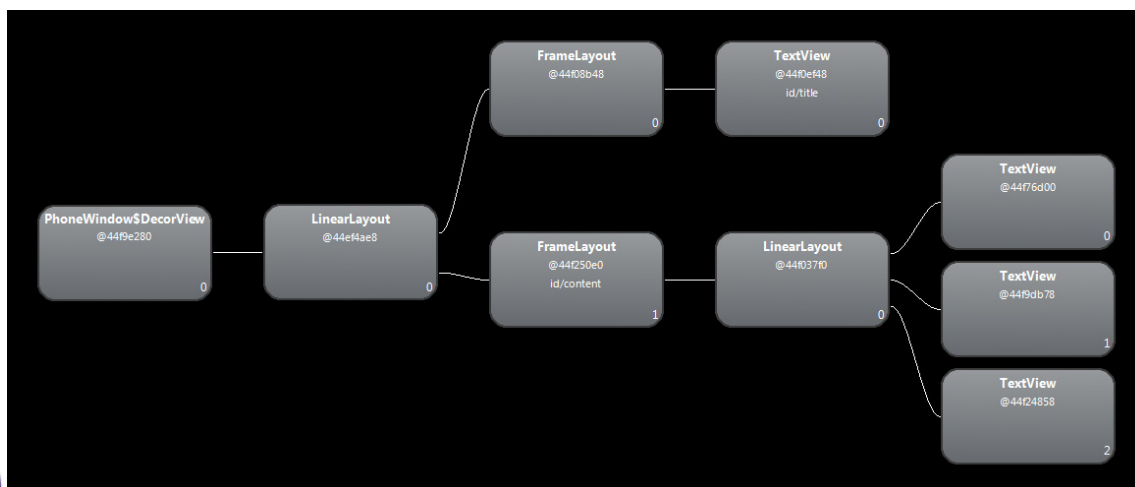 FrameLayout
@44f08b48
0
TextView
@44f0ef48
id/title
0
PhoneWindow$DecorView
@44f9e280
0
LinearLayout
@44ef4ae8
0
FrameLayout
@44f250e0
id/content
1
LinearLayout
@44f037f0
0
TextView
@44f76d00
0
TextView
@44f9db78
1
TextView
@44f24858
2